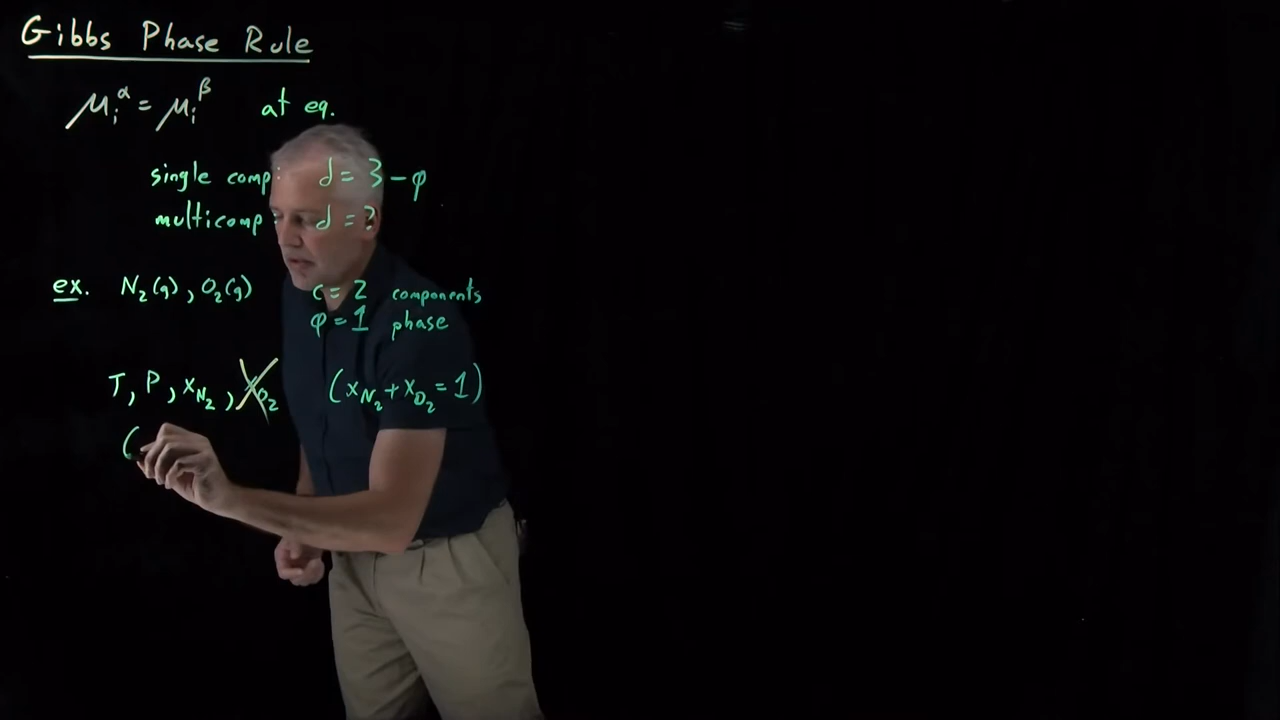 Gibbs Phase Rule
μᵢ^α = μᵢ^β at eq.
single comp: d = 3 - φ
multicomp: d = ?
ex. N₂(g), O₂(g) c = 2 components
φ = 1 phase
T, P, x_N₂, x_O₂ (x_N₂ + x_O₂ = 1)
(